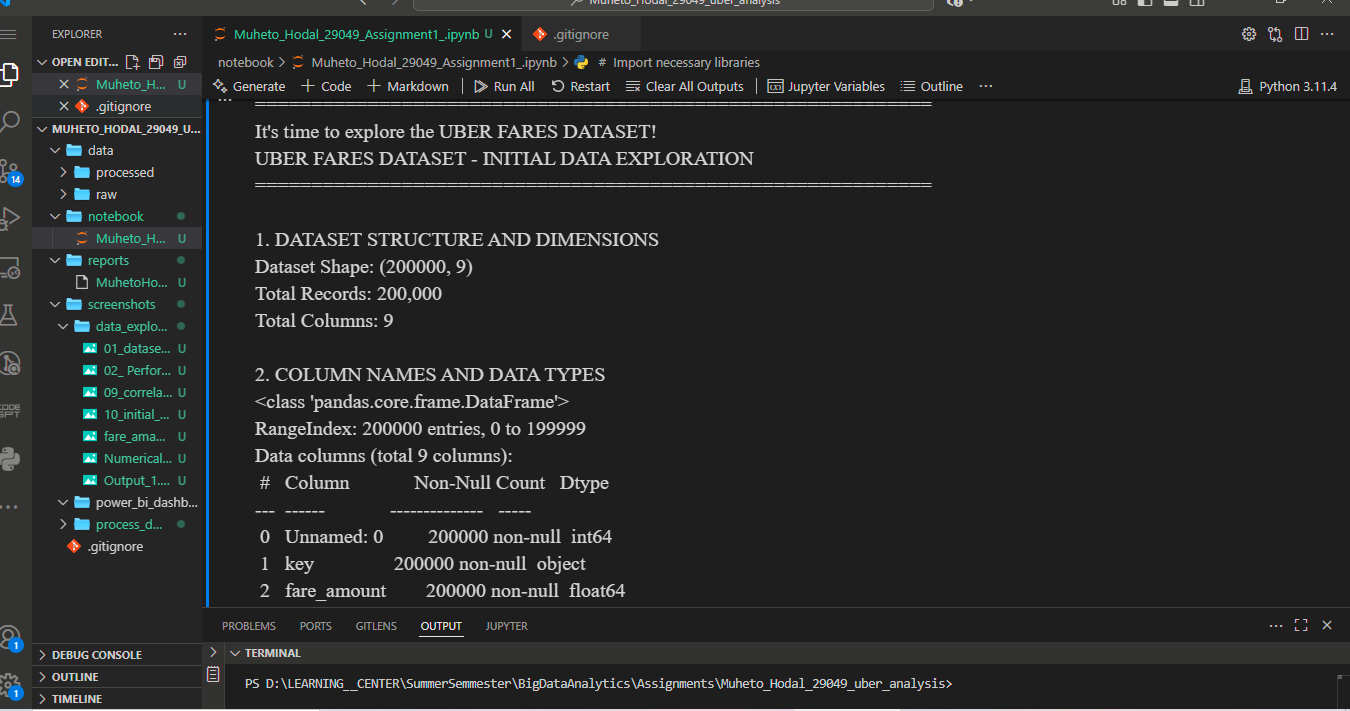 Muheto_Hodal_29049_uber_analysis
EXPLORER
OPEN EDIT...
Muheto_H... U
.gitignore
MUHETO_HODAL_29049_U...
data
processed
raw
notebook
Muheto_H... U
reports
MuhetoHo... U
screenshots
data_explo...
01_datase... U
02_ Perfor... U
09_correla... U
10_initial_... U
fare_ama... U
Numerical... U
Output_1.... U
power_bi_dashb...
process_d...
.gitignore
DEBUG CONSOLE
OUTLINE
TIMELINE
14
1
1
Muheto_Hodal_29049_Assignment1_.ipynb U
.gitignore
notebook > Muheto_Hodal_29049_Assignment1_.ipynb > # Import necessary libraries
Generate + Code + Markdown Run All Restart Clear All Outputs Jupyter Variables Outline ... Python 3.11.4
============================================================
It's time to explore the UBER FARES DATASET!
UBER FARES DATASET - INITIAL DATA EXPLORATION
============================================================
1. DATASET STRUCTURE AND DIMENSIONS
Dataset Shape: (200000, 9)
Total Records: 200,000
Total Columns: 9
2. COLUMN NAMES AND DATA TYPES
<class 'pandas.core.frame.DataFrame'>
RangeIndex: 200000 entries, 0 to 199999
Data columns (total 9 columns):
# Column Non-Null Count Dtype
--- ------ -------------- -----
0 Unnamed: 0 200000 non-null int64
1 key 200000 non-null object
2 fare_amount 200000 non-null float64
PROBLEMS PORTS GITLENS OUTPUT JUPYTER
TERMINAL
PS D:\LEARNING__CENTER\SummerSemmester\BigDataAnalytics\Assignments\Muheto_Hodal_29049_uber_analysis>